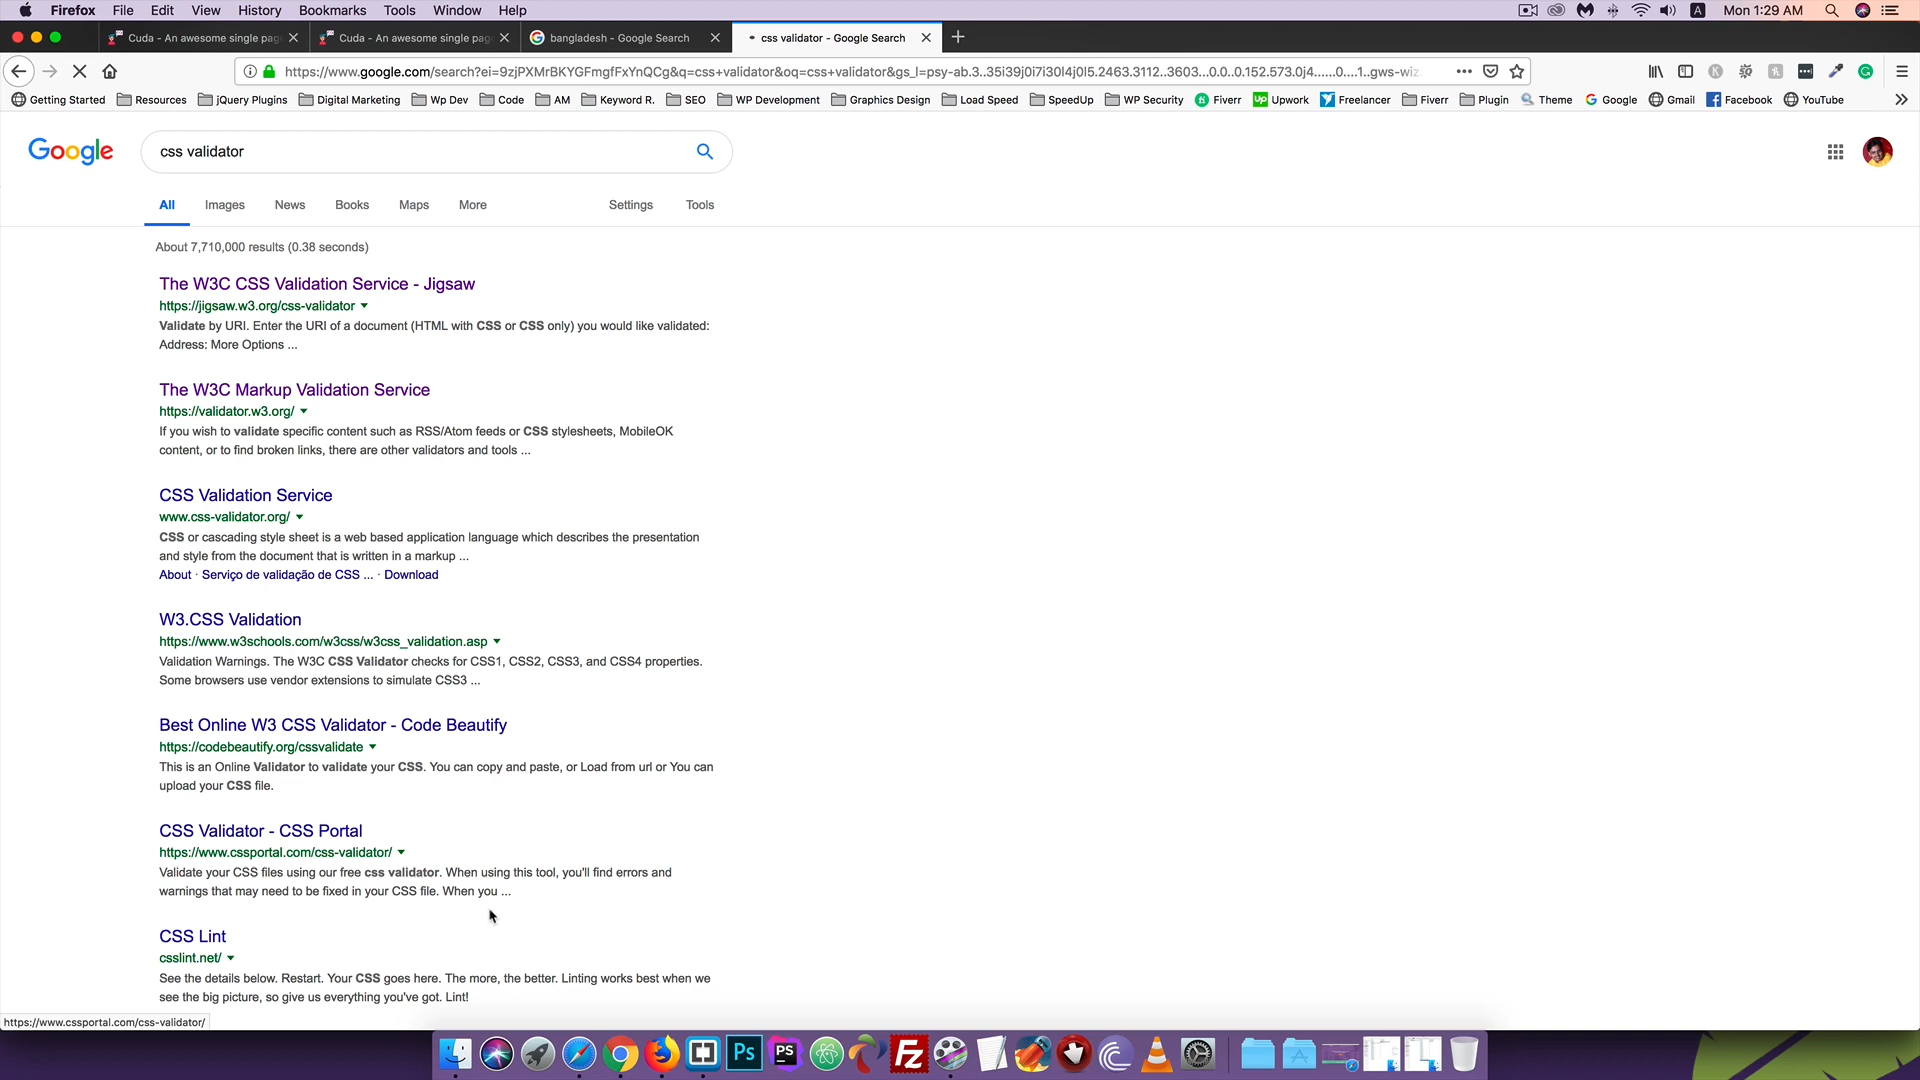 Firefox File Edit View History Bookmarks Tools Window Help Mon 1:29 AM
Cuda - An awesome single pag Cuda - An awesome single pag bangladesh - Google Search css validator - Google Search
https://www.google.com/search?ei=9zjPXMrBKYGFmgfFxYnQCg&q=css+validator&oq=css+validator&gs_l=psy-ab.3..35i39j0i7i30l4j0l5.2463.3112..3603...0.0..0.152.573.0j4......0....1..gws-wiz
Getting Started Resources jQuery Plugins Digital Marketing Wp Dev Code AM Keyword R. SEO WP Development Graphics Design Load Speed SpeedUp WP Security Fiverr Upwork Freelancer Fiverr Plugin Theme Google Gmail Facebook YouTube
Google css validator
All Images News Books Maps More Settings Tools
About 7,710,000 results (0.38 seconds)
The W3C CSS Validation Service - Jigsaw
https://jigsaw.w3.org/css-validator
Validate by URI. Enter the URI of a document (HTML with CSS or CSS only) you would like validated:
Address: More Options ...
The W3C Markup Validation Service
https://validator.w3.org/
If you wish to validate specific content such as RSS/Atom feeds or CSS stylesheets, MobileOK
content, or to find broken links, there are other validators and tools ...
CSS Validation Service
www.css-validator.org/
CSS or cascading style sheet is a web based application language which describes the presentation
and style from the document that is written in a markup ...
About · Serviço de validação de CSS ... · Download
W3.CSS Validation
https://www.w3schools.com/w3css/w3css_validation.asp
Validation Warnings. The W3C CSS Validator checks for CSS1, CSS2, CSS3, and CSS4 properties.
Some browsers use vendor extensions to simulate CSS3 ...
Best Online W3 CSS Validator - Code Beautify
https://codebeautify.org/cssvalidate
This is an Online Validator to validate your CSS. You can copy and paste, or Load from url or You can
upload your CSS file.
CSS Validator - CSS Portal
https://www.cssportal.com/css-validator/
Validate your CSS files using our free css validator. When using this tool, you'll find errors and
warnings that may need to be fixed in your CSS file. When you ...
CSS Lint
csslint.net/
See the details below. Restart. Your CSS goes here. The more, the better. Linting works best when we
see the big picture, so give us everything you've got. Lint!
https://www.cssportal.com/css-validator/
Ps PS FZ